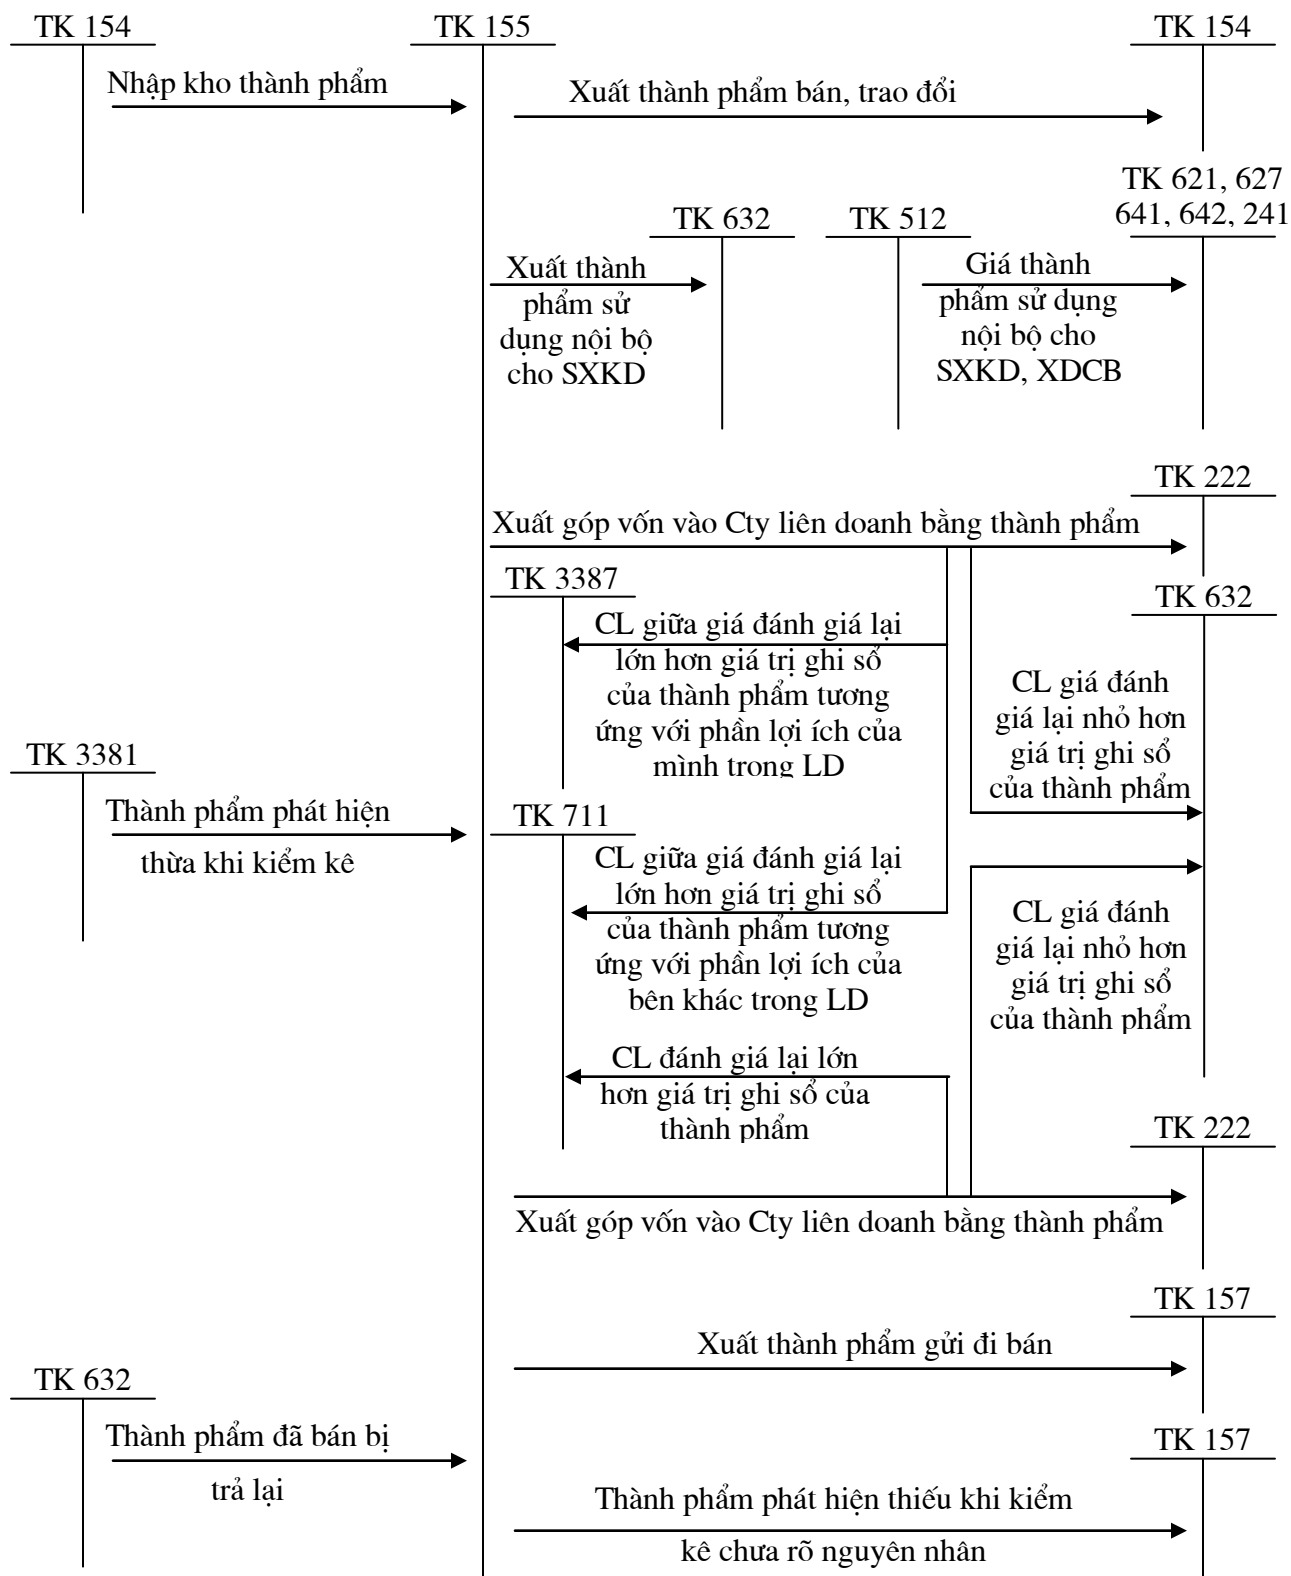 TK 154
TK 155
TK 154
Nhập kho thành phẩm
Xuất thành phẩm bán, trao đổi
TK 621, 627
641, 642, 241
TK 632
TK 512
Xuất thành
phẩm sử
dụng nội bộ
cho SXKD
Giá thành
phẩm sử dụng
nội bộ cho
SXKD, XDCB
TK 222
Xuất góp vốn vào Cty liên doanh bằng thành phẩm
TK 3387
TK 632
CL giữa giá đánh giá lại
lớn hơn giá trị ghi sổ
của thành phẩm tương
ứng với phần lợi ích của
mình trong LD
CL giá đánh
giá lại nhỏ hơn
giá trị ghi sổ
của thành phẩm
TK 3381
Thành phẩm phát hiện
thừa khi kiểm kê
TK 711
CL giữa giá đánh giá lại
lớn hơn giá trị ghi sổ
của thành phẩm tương
ứng với phần lợi ích của
bên khác trong LD
CL giá đánh
giá lại nhỏ hơn
giá trị ghi sổ
của thành phẩm
CL đánh giá lại lớn
hơn giá trị ghi sổ của
thành phẩm
TK 222
Xuất góp vốn vào Cty liên doanh bằng thành phẩm
TK 157
Xuất thành phẩm gửi đi bán
TK 632
Thành phẩm đã bán bị
trả lại
TK 157
Thành phẩm phát hiện thiếu khi kiểm
kê chưa rõ nguyên nhân